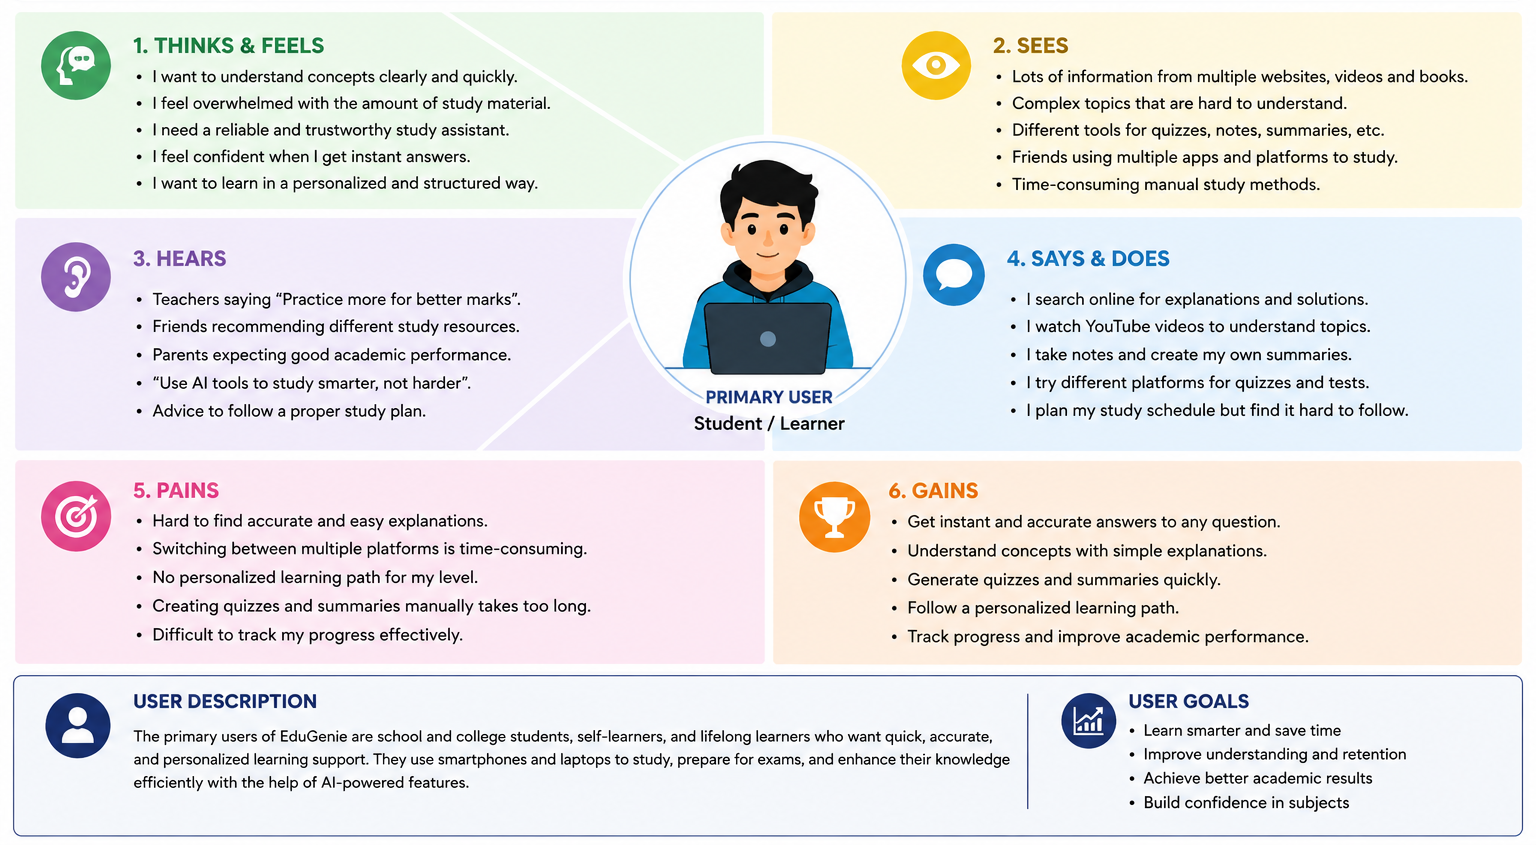 1. THINKS & FEELS
• I want to understand concepts clearly and quickly.
• I feel overwhelmed with the amount of study material.
• I need a reliable and trustworthy study assistant.
• I feel confident when I get instant answers.
• I want to learn in a personalized and structured way.
2. SEES
• Lots of information from multiple websites, videos and books.
• Complex topics that are hard to understand.
• Different tools for quizzes, notes, summaries, etc.
• Friends using multiple apps and platforms to study.
• Time-consuming manual study methods.
3. HEARS
• Teachers saying “Practice more for better marks”.
• Friends recommending different study resources.
• Parents expecting good academic performance.
• “Use AI tools to study smarter, not harder”.
• Advice to follow a proper study plan.
PRIMARY USER
Student / Learner
4. SAYS & DOES
• I search online for explanations and solutions.
• I watch YouTube videos to understand topics.
• I take notes and create my own summaries.
• I try different platforms for quizzes and tests.
• I plan my study schedule but find it hard to follow.
5. PAINS
• Hard to find accurate and easy explanations.
• Switching between multiple platforms is time-consuming.
• No personalized learning path for my level.
• Creating quizzes and summaries manually takes too long.
• Difficult to track my progress effectively.
6. GAINS
• Get instant and accurate answers to any question.
• Understand concepts with simple explanations.
• Generate quizzes and summaries quickly.
• Follow a personalized learning path.
• Track progress and improve academic performance.
USER DESCRIPTION
The primary users of EduGenie are school and college students, self-learners, and lifelong learners who want quick, accurate,
and personalized learning support. They use smartphones and laptops to study, prepare for exams, and enhance their knowledge
efficiently with the help of AI-powered features.
USER GOALS
• Learn smarter and save time
• Improve understanding and retention
• Achieve better academic results
• Build confidence in subjects